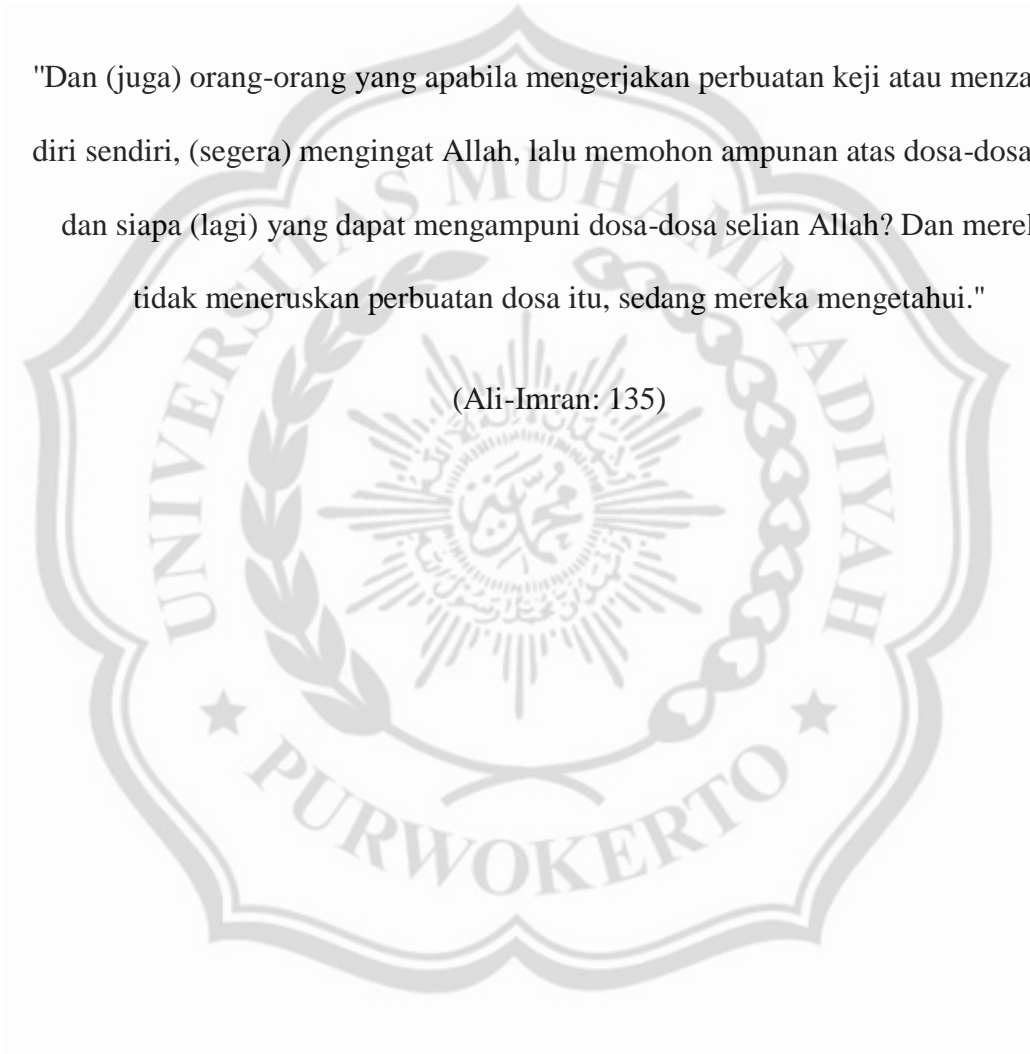 "Dan (juga) orang-orang yang apabila mengerjakan perbuatan keji atau menza
diri sendiri, (segera) mengingat Allah, lalu memohon ampunan atas dosa-dosa
dan siapa (lagi) yang dapat mengampuni dosa-dosa selian Allah? Dan merek
tidak meneruskan perbuatan dosa itu, sedang mereka mengetahui."
(Ali-Imran: 135)
UNIVERSITAS MUHAMMADIYAH
PURWOKERTO